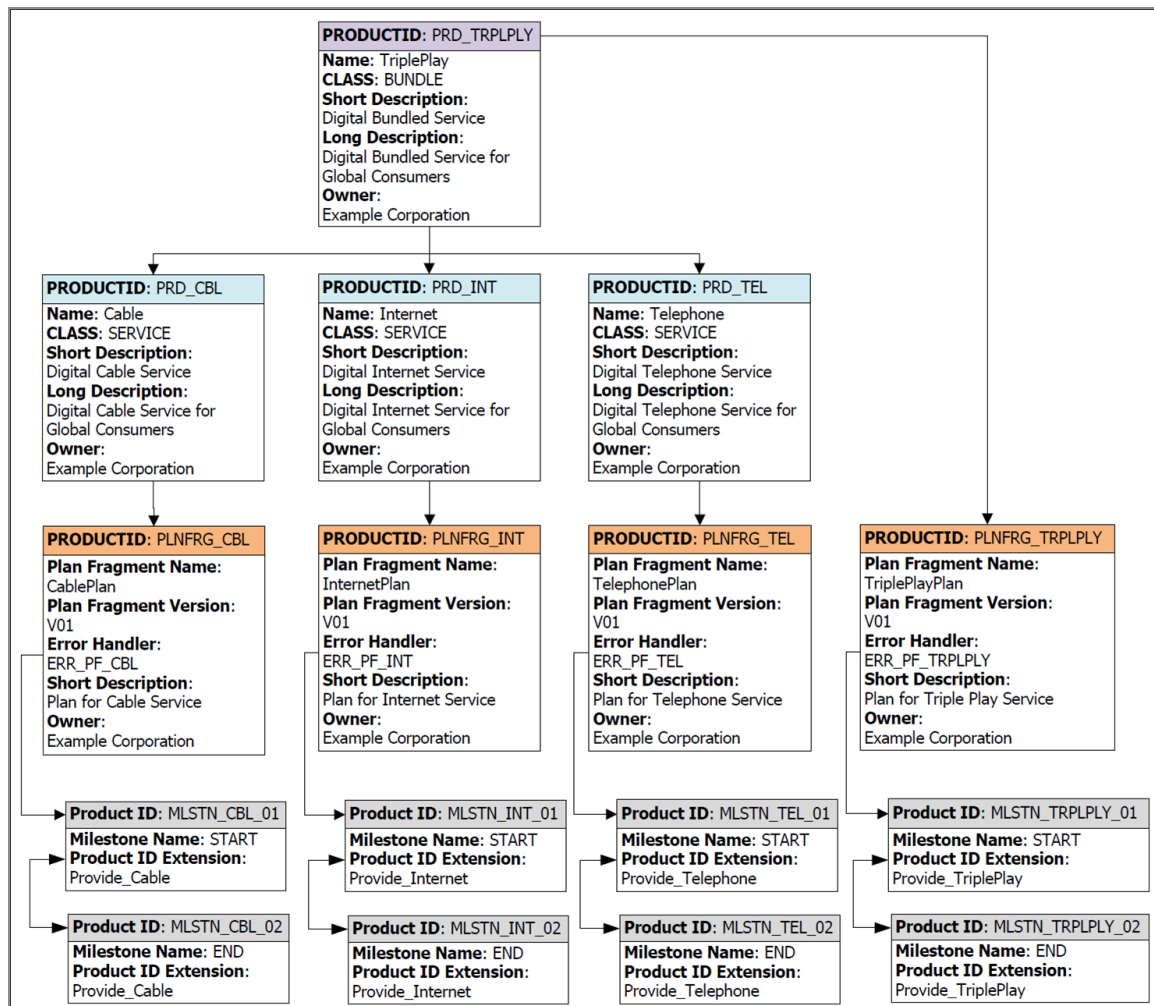 PRODUCTID: PRD_TRPLPLY
Name: TriplePlay
CLASS: BUNDLE
Short Description:
Digital Bundled Service
Long Description:
Digital Bundled Service for
Global Consumers
Owner:
Example Corporation
PRODUCTID: PRD_CBL
Name: Cable
CLASS: SERVICE
Short Description:
Digital Cable Service
Long Description:
Digital Cable Service for
Global Consumers
Owner:
Example Corporation
PRODUCTID: PRD_INT
Name: Internet
CLASS: SERVICE
Short Description:
Digital Internet Service
Long Description:
Digital Internet Service for
Global Consumers
Owner:
Example Corporation
PRODUCTID: PRD_TEL
Name: Telephone
CLASS: SERVICE
Short Description:
Digital Telephone Service
Long Description:
Digital Telephone Service for
Global Consumers
Owner:
Example Corporation
PRODUCTID: PLNFRG_CBL
Plan Fragment Name:
CablePlan
Plan Fragment Version:
V01
Error Handler:
ERR_PF_CBL
Short Description:
Plan for Cable Service
Owner:
Example Corporation
PRODUCTID: PLNFRG_INT
Plan Fragment Name:
InternetPlan
Plan Fragment Version:
V01
Error Handler:
ERR_PF_INT
Short Description:
Plan for Internet Service
Owner:
Example Corporation
PRODUCTID: PLNFRG_TEL
Plan Fragment Name:
TelephonePlan
Plan Fragment Version:
V01
Error Handler:
ERR_PF_TEL
Short Description:
Plan for Telephone Service
Owner:
Example Corporation
PRODUCTID: PLNFRG_TRPLPLY
Plan Fragment Name:
TriplePlayPlan
Plan Fragment Version:
V01
Error Handler:
ERR_PF_TRPLPLY
Short Description:
Plan for Triple Play Service
Owner:
Example Corporation
Product ID: MLSTN_CBL_01
Milestone Name: START
Product ID Extension:
Provide_Cable
Product ID: MLSTN_INT_01
Milestone Name: START
Product ID Extension:
Provide_Internet
Product ID: MLSTN_TEL_01
Milestone Name: START
Product ID Extension:
Provide_Telephone
Product ID: MLSTN_TRPLPLY_01
Milestone Name: START
Product ID Extension:
Provide_TriplePlay
Product ID: MLSTN_CBL_02
Milestone Name: END
Product ID Extension:
Provide_Cable
Product ID: MLSTN_INT_02
Milestone Name: END
Product ID Extension:
Provide_Internet
Product ID: MLSTN_TEL_02
Milestone Name: END
Product ID Extension:
Provide_Telephone
Product ID: MLSTN_TRPLPLY_02
Milestone Name: END
Product ID Extension:
Provide_TriplePlay